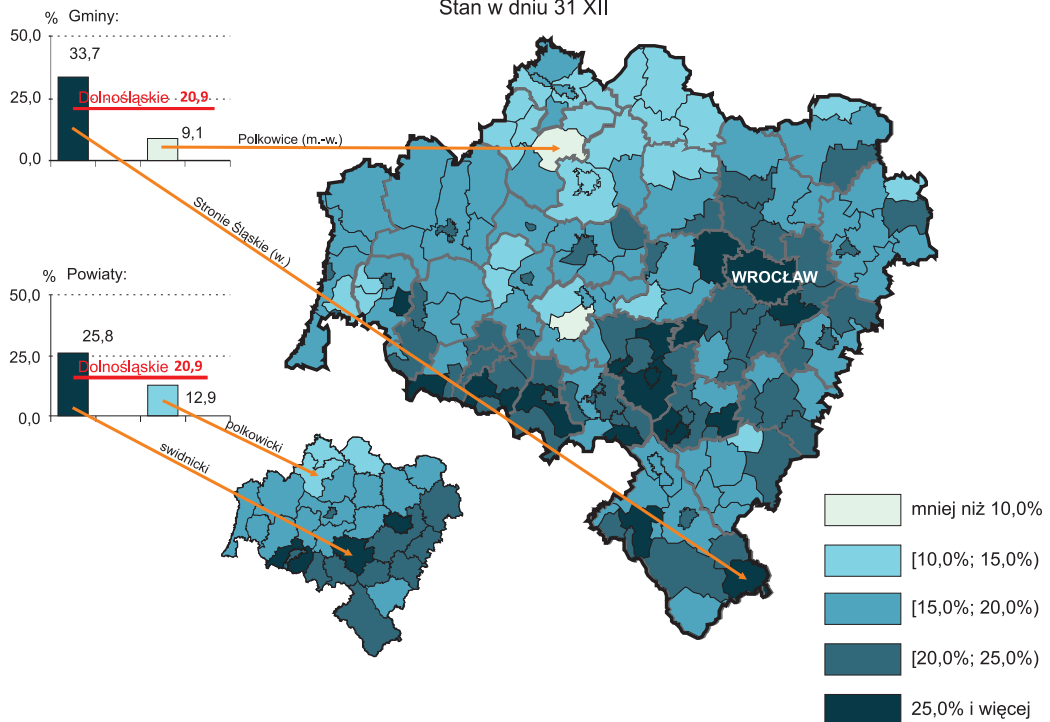 Stan w dniu 31 XII
% Gminy:
50,0
33,7
25,0
Dolnośląskie 20,9
9,1
0,0
Polkowice (m.-w.)
Stronie Śląskie (w.)
WROCŁAW
% Powiaty:
50,0
25,8
25,0
Dolnośląskie 20,9
12,9
0,0
polkowicki
swidnicki
mniej niż 10,0%
[10,0%; 15,0%)
[15,0%; 20,0%)
[20,0%; 25,0%)
25,0% i więcej